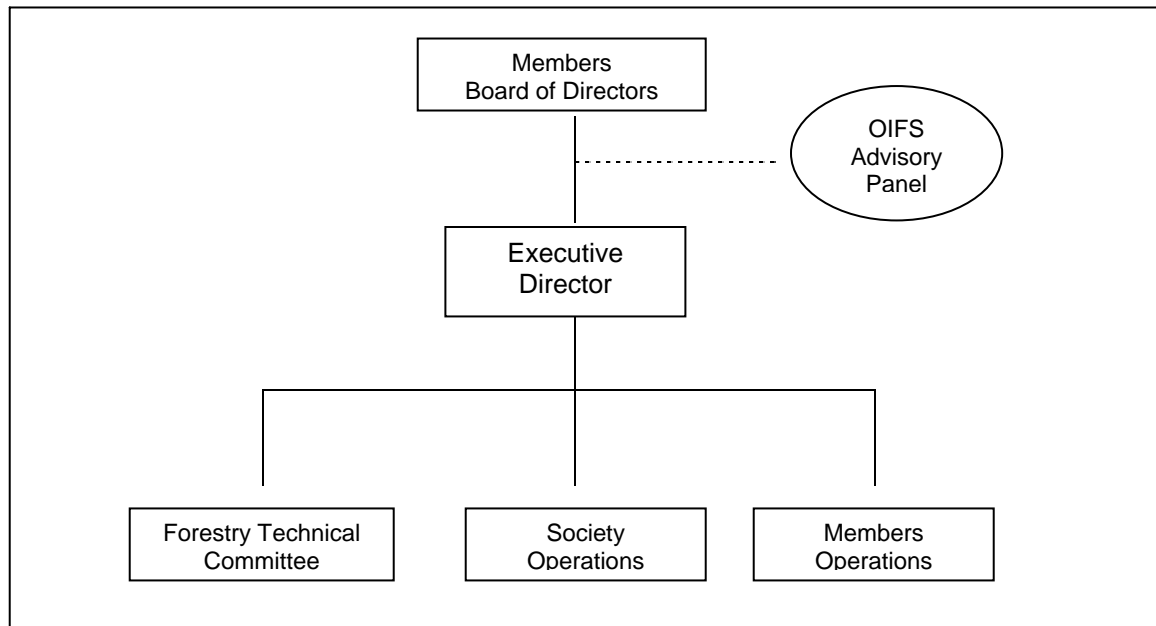 Members
Board of Directors
OIFS
Advisory
Panel
Executive
Director
Forestry Technical
Committee
Society
Operations
Members
Operations